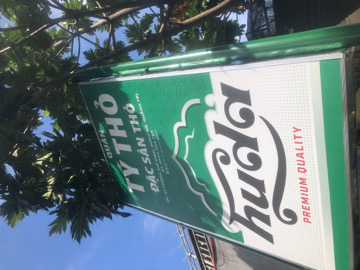 QUÁN
TÝ THỎ
ĐẶC SẢN THỎ
huda
PREMIUM QUALITY